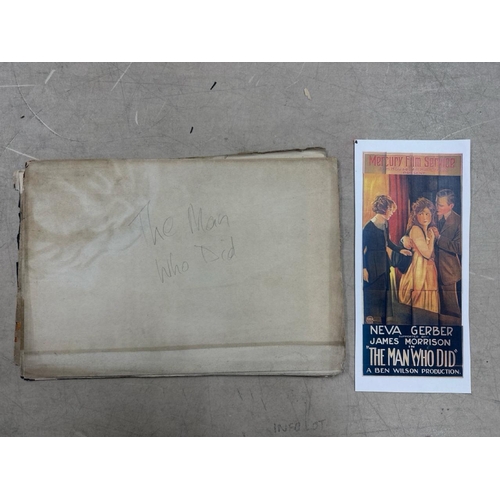 The Man
Who Did
Mercury Film Service
NEVA GERBER
JAMES MORRISON
IN
"THE MAN WHO DID"
A BEN WILSON PRODUCTION.
INFO LOT